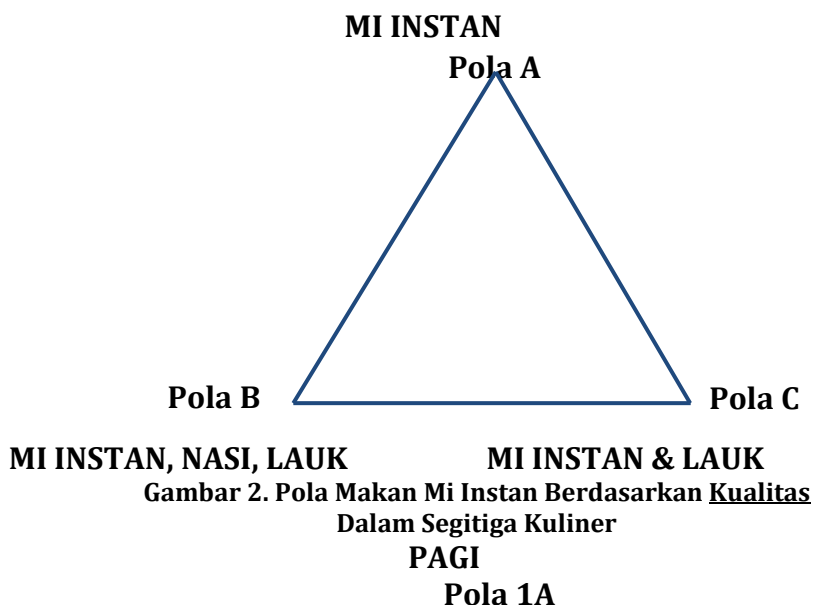 MI INSTAN
Pola A
Pola B
Pola C
MI INSTAN, NASI, LAUK
MI INSTAN & LAUK
Gambar 2. Pola Makan Mi Instan Berdasarkan Kualitas
Dalam Segitiga Kuliner
PAGI
Pola 1A